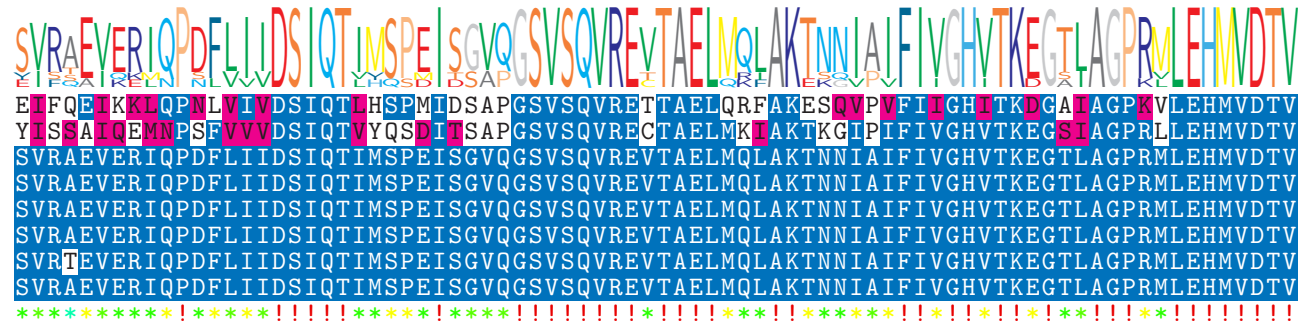 SVRAEVERIQPDFLIIDSIQTIMSPEISGVQGSVSQVREVTAELMQLAKTNNIAIFIVGHVTKEGTLAGPRMLEHMVDTV
EIFQEIKKLQPNLVIVDSIQTLHSPMIDSAPGSVSQVRETTAELQRFAKESQVPVFIIGHITKDGAIAGPKVLEHMVDTV
YISSAIQEMNPSFVVVDSIQTVYQSDITSAPGSVSQVRECTAELMKIAKTKGIPIFIVGHVTKEGSIAGPRLLEHMVDTV
SVRAEVERIQPDFLIIDSIQTIMSPEISGVQGSVSQVREVTAELMQLAKTNNIAIFIVGHVTKEGTLAGPRMLEHMVDTV
SVRAEVERIQPDFLIIDSIQTIMSPEISGVQGSVSQVREVTAELMQLAKTNNIAIFIVGHVTKEGTLAGPRMLEHMVDTV
SVRAEVERIQPDFLIIDSIQTIMSPEISGVQGSVSQVREVTAELMQLAKTNNIAIFIVGHVTKEGTLAGPRMLEHMVDTV
SVRAEVERIQPDFLIIDSIQTIMSPEISGVQGSVSQVREVTAELMQLAKTNNIAIFIVGHVTKEGTLAGPRMLEHMVDTV
SVRTEVERIQPDFLIIDSIQTIMSPEISGVQGSVSQVREVTAELMQLAKTNNIAIFIVGHVTKEGTLAGPRMLEHMVDTV
SVRAEVERIQPDFLIIDSIQTIMSPEISGVQGSVSQVREVTAELMQLAKTNNIAIFIVGHVTKEGTLAGPRMLEHMVDTV
**********!*****!!!!!*****!****!!!!!!!!*!!!!***!!******!!*!!*!!*!**!!!**!!!!!!!!